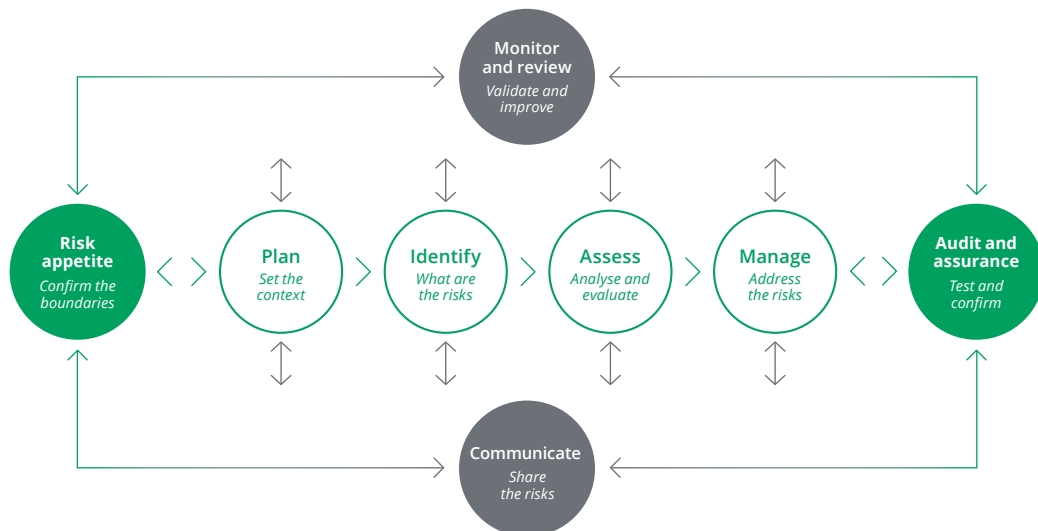 Monitor
and review
Validate and
improve
Risk
appetite
Confirm the
boundaries
Plan
Set the
context
Identify
What are
the risks
Assess
Analyse and
evaluate
Manage
Address
the risks
Audit and
assurance
Test and
confirm
Communicate
Share
the risks